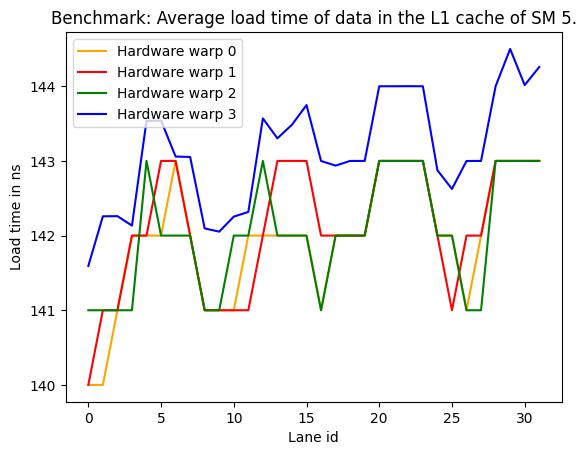 Benchmark: Average load time of data in the L1 cache of SM 5.
Hardware warp 0
Hardware warp 1
Hardware warp 2
Hardware warp 3
Load time in ns
144
143
142
141
140
0 5 10 15 20 25 30
Lane id